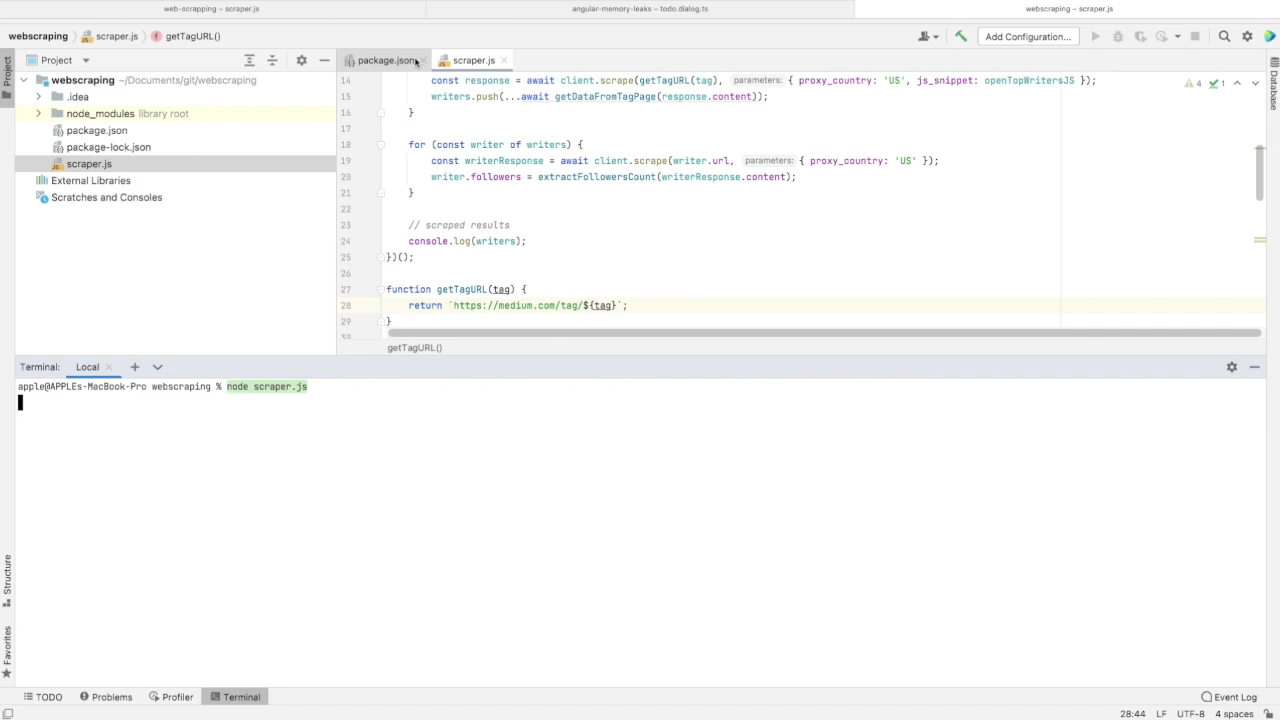 web-scrapping – scraper.js
angular-memory-leaks – todo.dialog.ts
webscraping – scraper.js
webscraping
scraper.js
getTagURL()
Add Configuration...
Project
Project
package.json
scraper.js
Database
webscraping ~/Documents/git/webscraping
.idea
node_modules library root
package.json
package-lock.json
scraper.js
External Libraries
Scratches and Consoles
14 const response = await client.scrape(getTagURL(tag), parameters: { proxy_country: 'US', js_snippet: openTopWritersJS });
4 1
15 writers.push(...await getDataFromTagPage(response.content));
16 }
17
18 for (const writer of writers) {
19 const writerResponse = await client.scrape(writer.url, parameters: { proxy_country: 'US' });
20 writer.followers = extractFollowersCount(writerResponse.content);
21 }
22
23 // scraped results
24 console.log(writers);
25 })();
26
27 function getTagURL(tag) {
28 return `https://medium.com/tag/${tag}`;
29 }
30
getTagURL()
Terminal: Local
apple@APPLEs-MacBook-Pro webscraping % node scraper.js
Structure
Favorites
TODO Problems Profiler Terminal Event Log
28:44 LF UTF-8 4 spaces